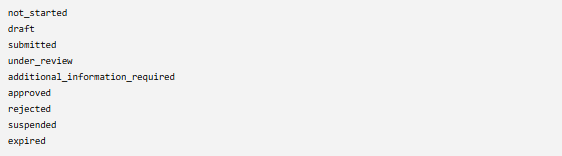 not_started
draft
submitted
under_review
additional_information_required
approved
rejected
suspended
expired